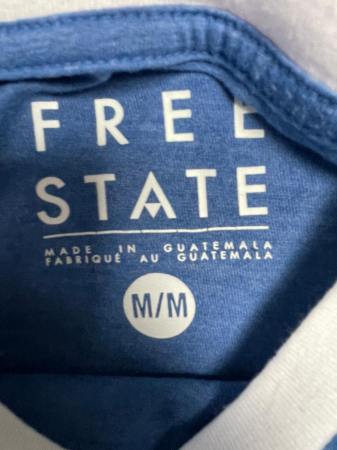 FREE
STATE
MADE IN GUATEMALA
FABRIQUÉ AU GUATEMALA
M/M